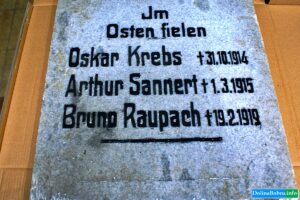 Jm
Osten fielen
Oskar Krebs †31.10.1914
Arthur Sannert †1.3.1915
Bruno Raupach †19.2.1919
DolinaBobru.info